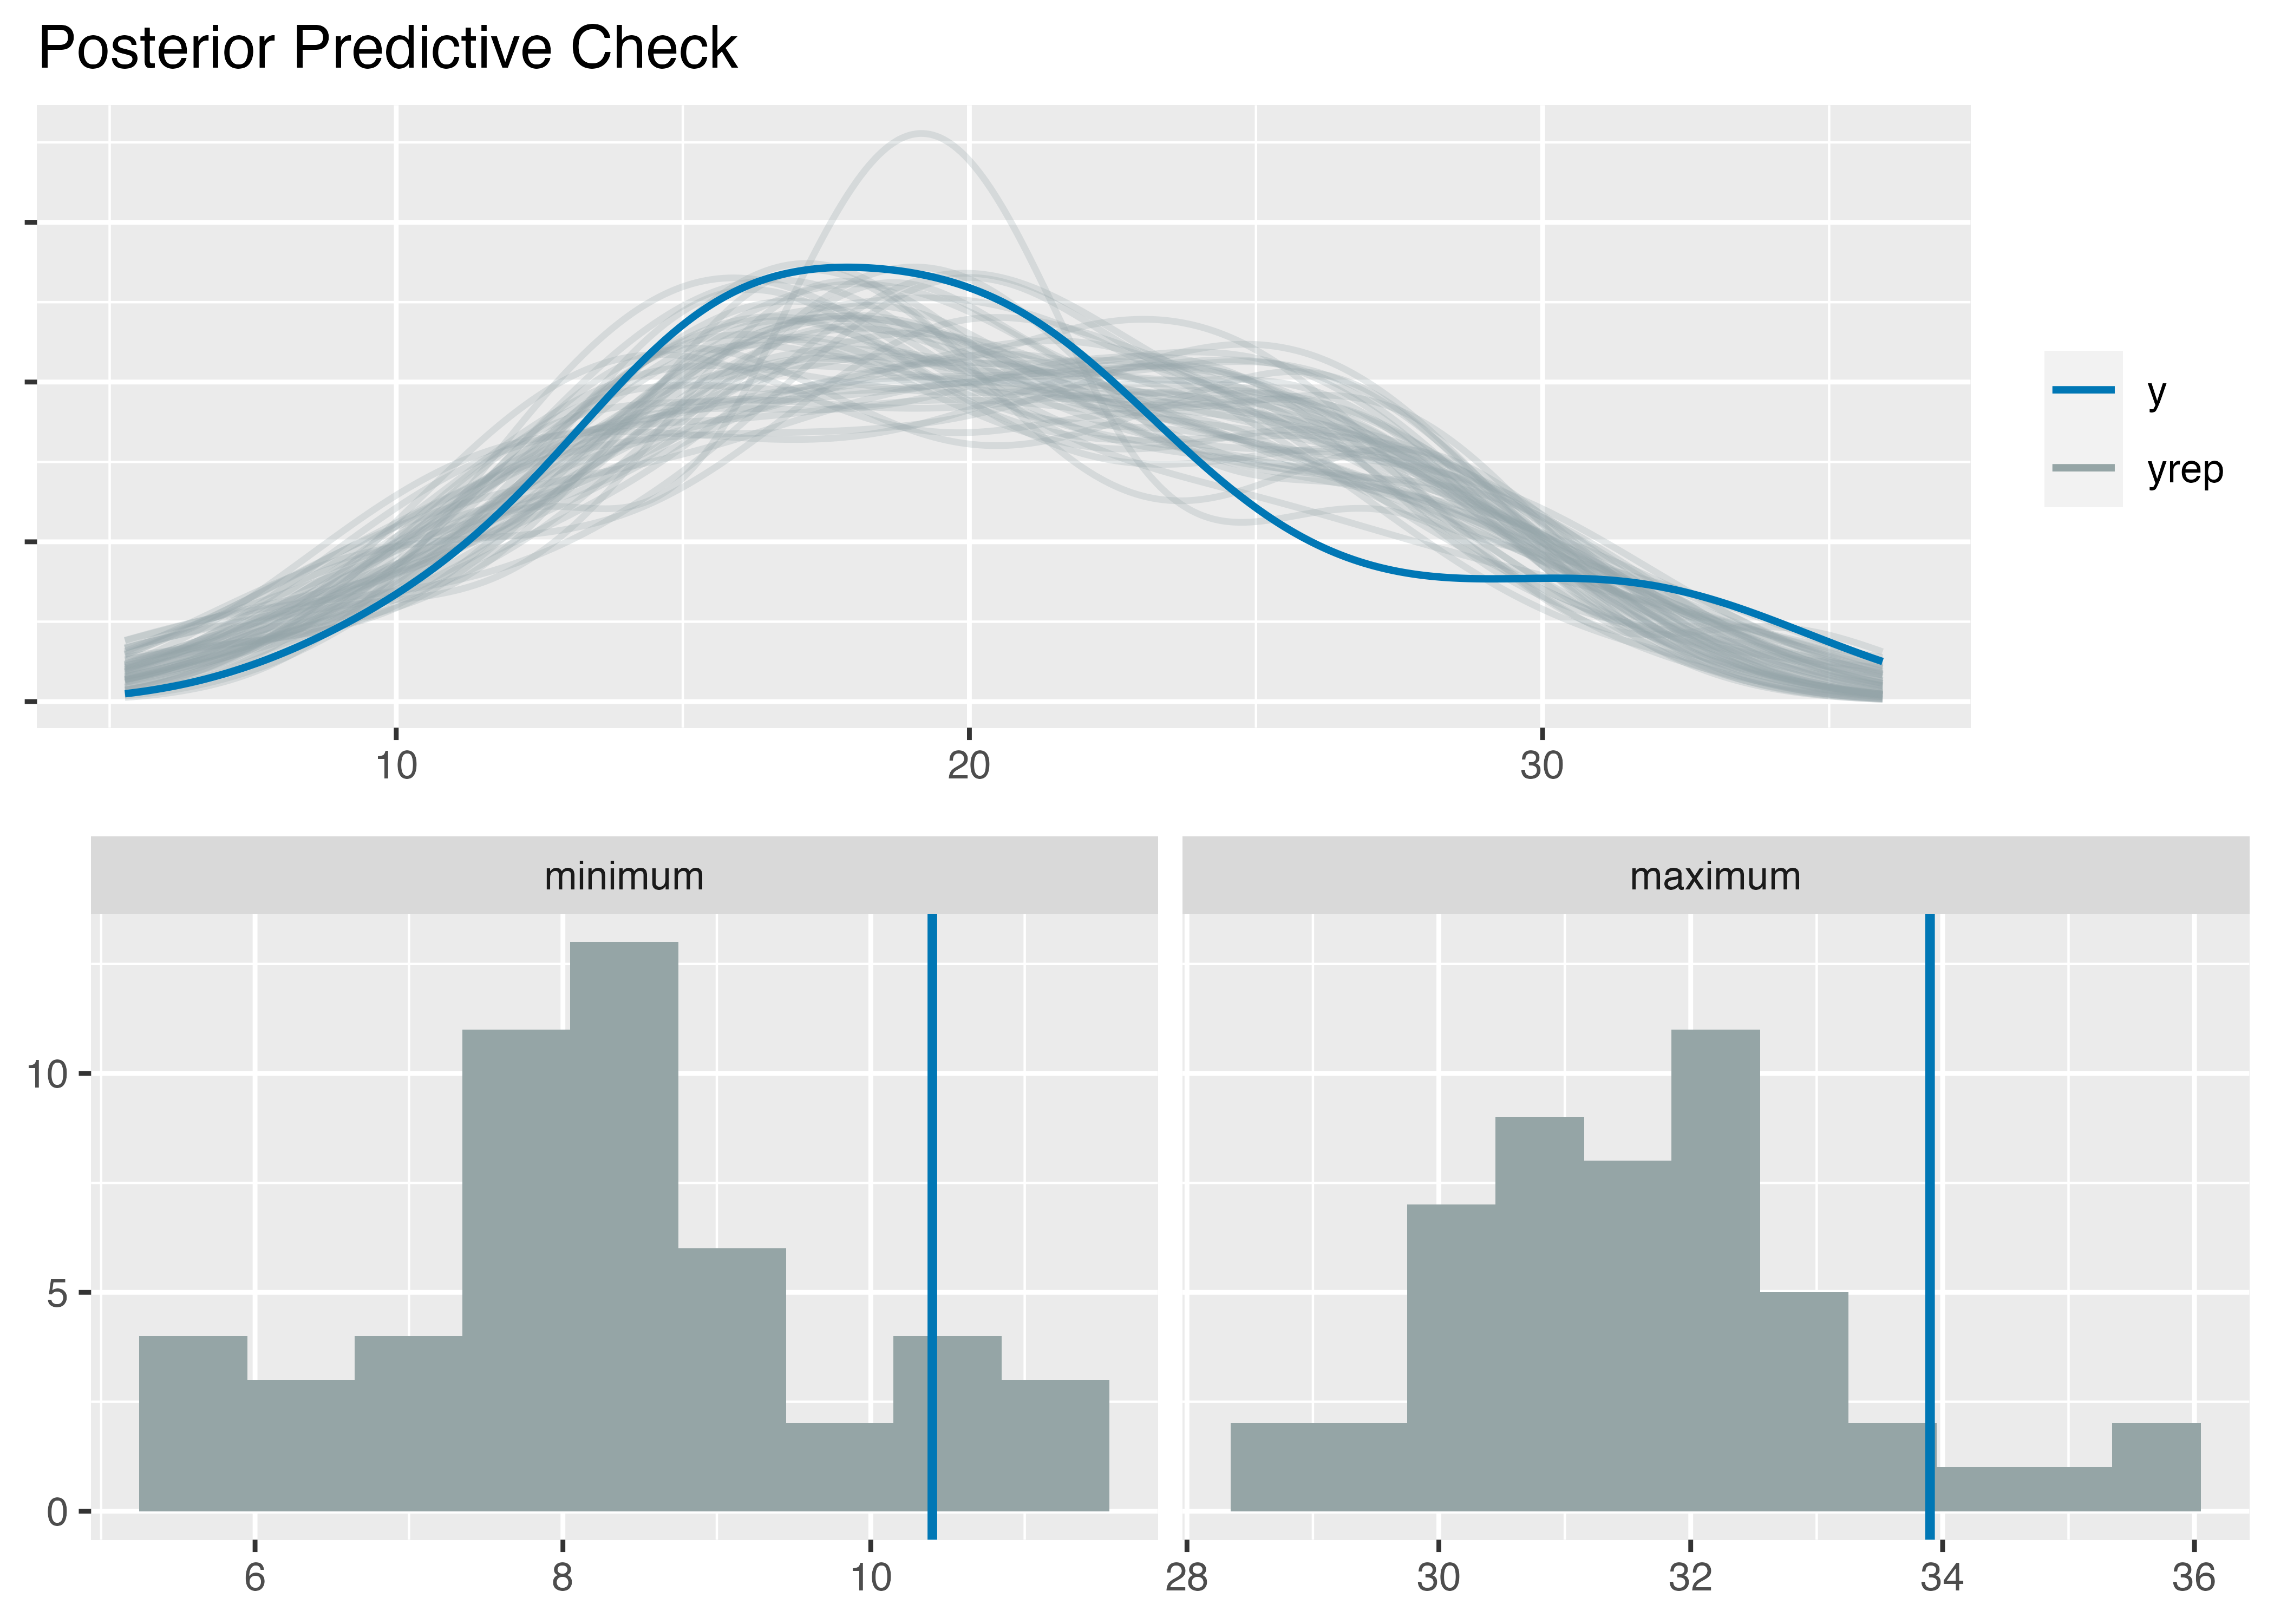 Posterior Predictive Check
y
yrep
10 20 30
minimum maximum
10
5
0
6 8 10 28 30 32 34 36